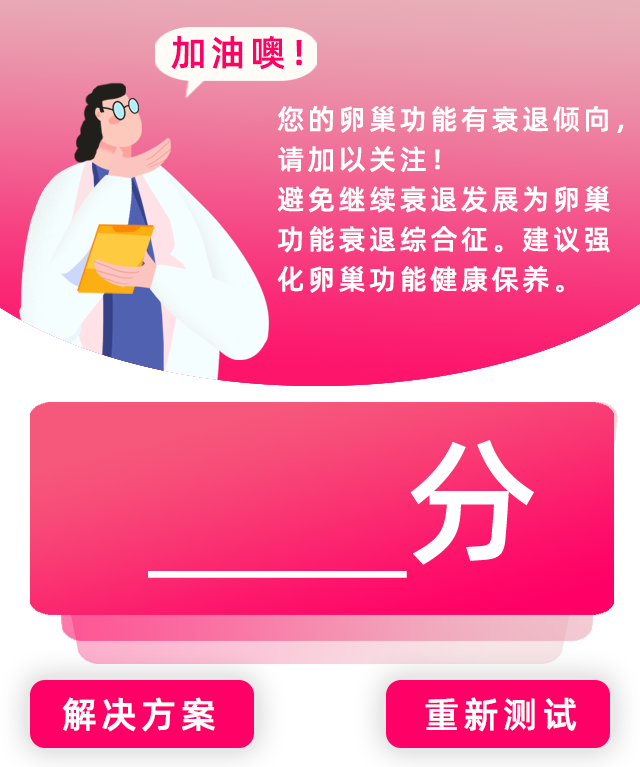 加油噢!
您的卵巢功能有衰退倾向,
请加以关注!
避免继续衰退发展为卵巢
功能衰退综合征。建议强
化卵巢功能健康保养。
____分
解决方案
重新测试